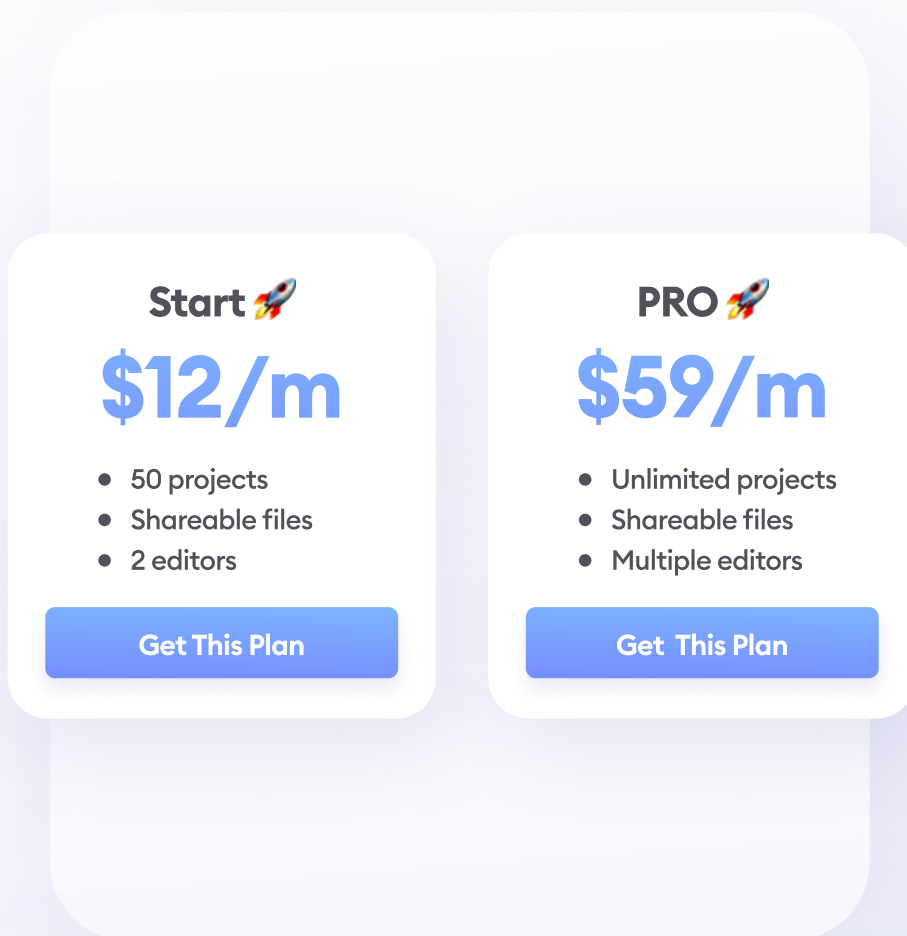 Start 🚀
$12/m
• 50 projects
• Shareable files
• 2 editors
Get This Plan
PRO 🚀
$59/m
• Unlimited projects
• Shareable files
• Multiple editors
Get  This Plan